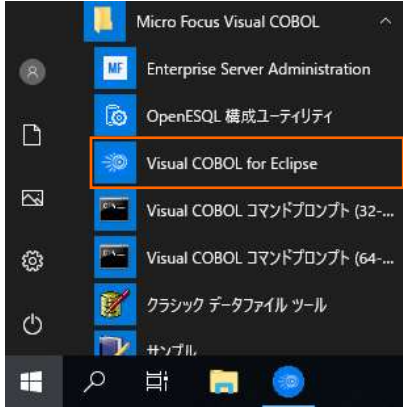 Micro Focus Visual COBOL
MF
Enterprise Server Administration
OpenESQL 構成ユーティリティ
Visual COBOL for Eclipse
Visual COBOL コマンドプロンプト (32-...
Visual COBOL コマンドプロンプト (64-...
クラシック データファイル ツール
サンプル